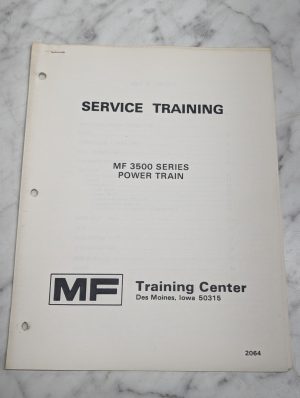 SERVICE TRAINING
MF 3500 SERIES
POWER TRAIN
MF
Training Center
Des Moines, Iowa 50315
2064